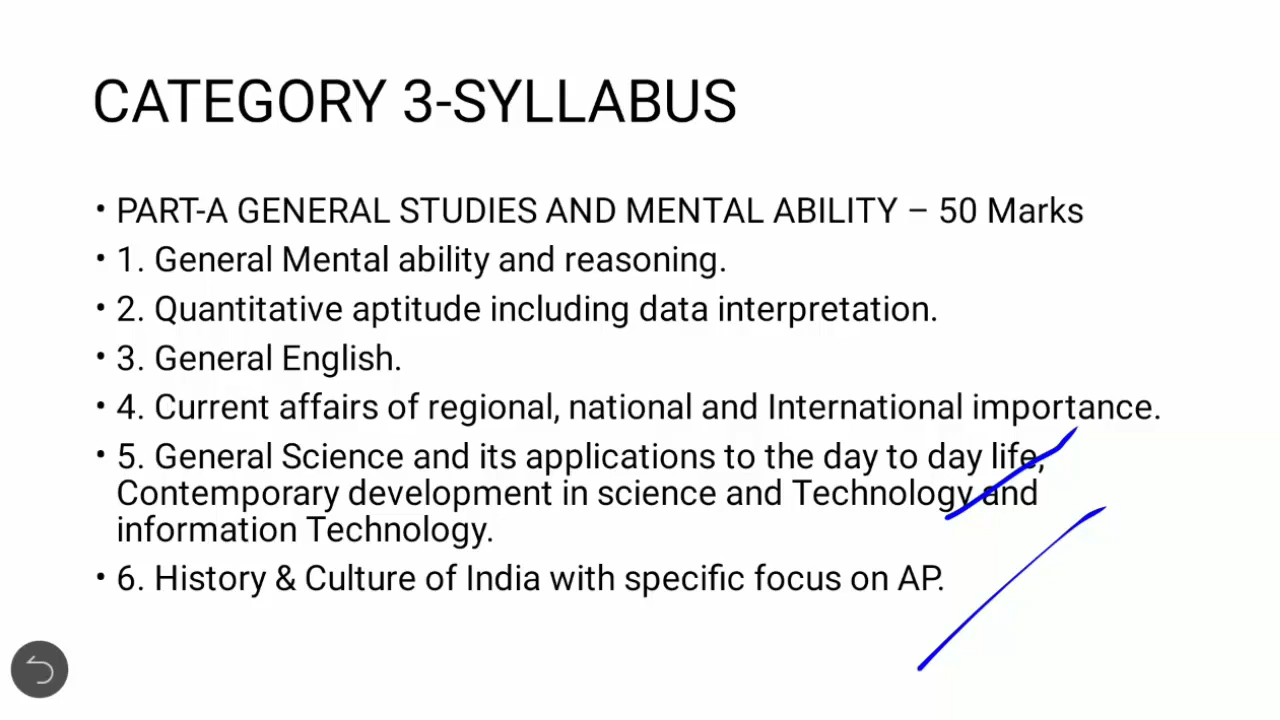 CATEGORY 3-SYLLABUS
• PART-A GENERAL STUDIES AND MENTAL ABILITY – 50 Marks
• 1. General Mental ability and reasoning.
• 2. Quantitative aptitude including data interpretation.
• 3. General English.
• 4. Current affairs of regional, national and International importance.
• 5. General Science and its applications to the day to day life,
Contemporary development in science and Technology and
information Technology.
• 6. History & Culture of India with specific focus on AP.